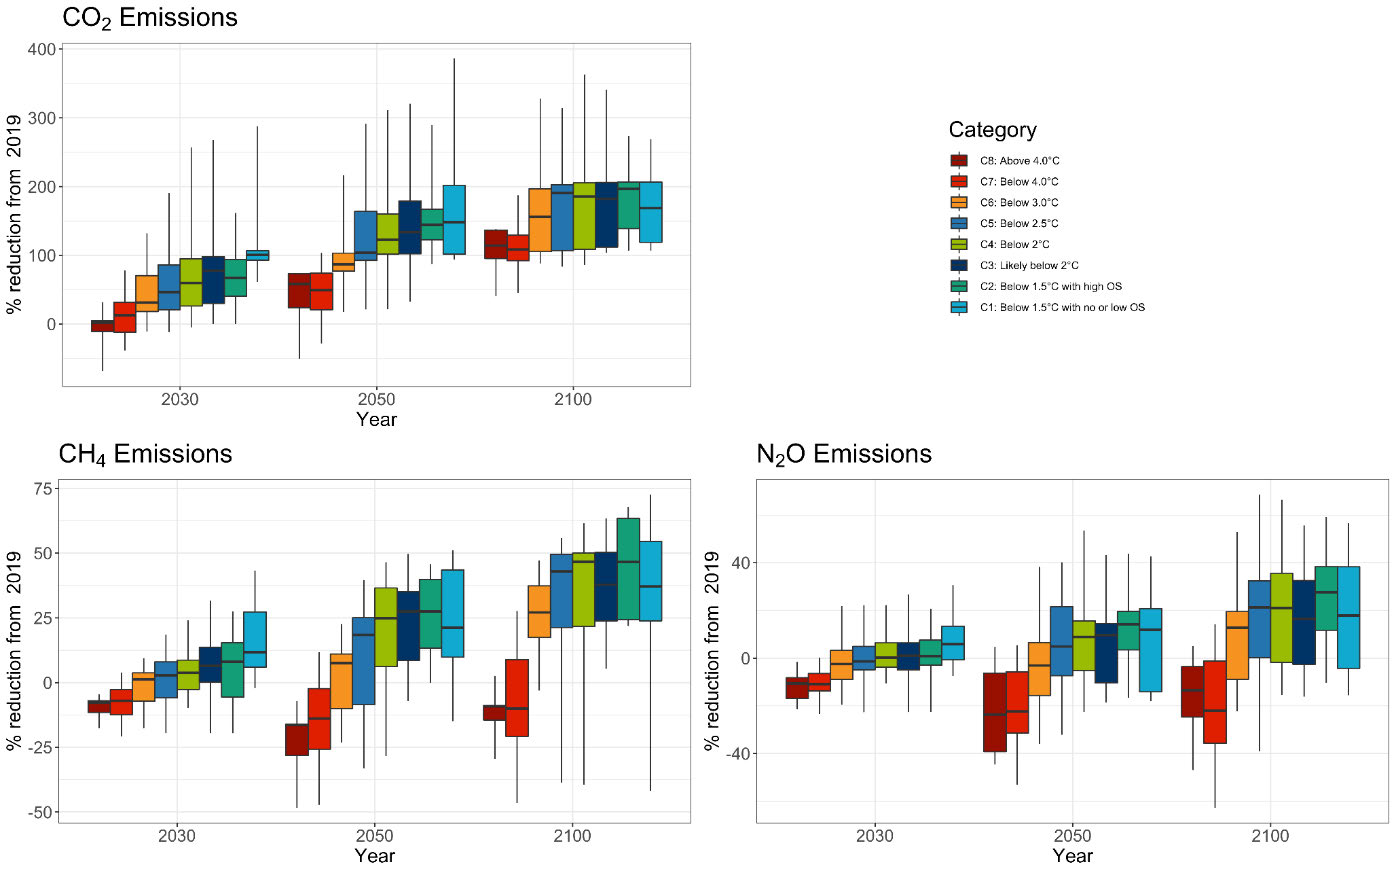 CO₂ Emissions
% reduction from 2019
400
300
200
100
0
2030 2050 2100
Year
Category
C8: Above 4.0°C
C7: Below 4.0°C
C6: Below 3.0°C
C5: Below 2.5°C
C4: Below 2°C
C3: Likely below 2°C
C2: Below 1.5°C with high OS
C1: Below 1.5°C with no or low OS
CH₄ Emissions
% reduction from 2019
75
50
25
0
-25
-50
2030 2050 2100
Year
N₂O Emissions
% reduction from 2019
40
0
-40
2030 2050 2100
Year